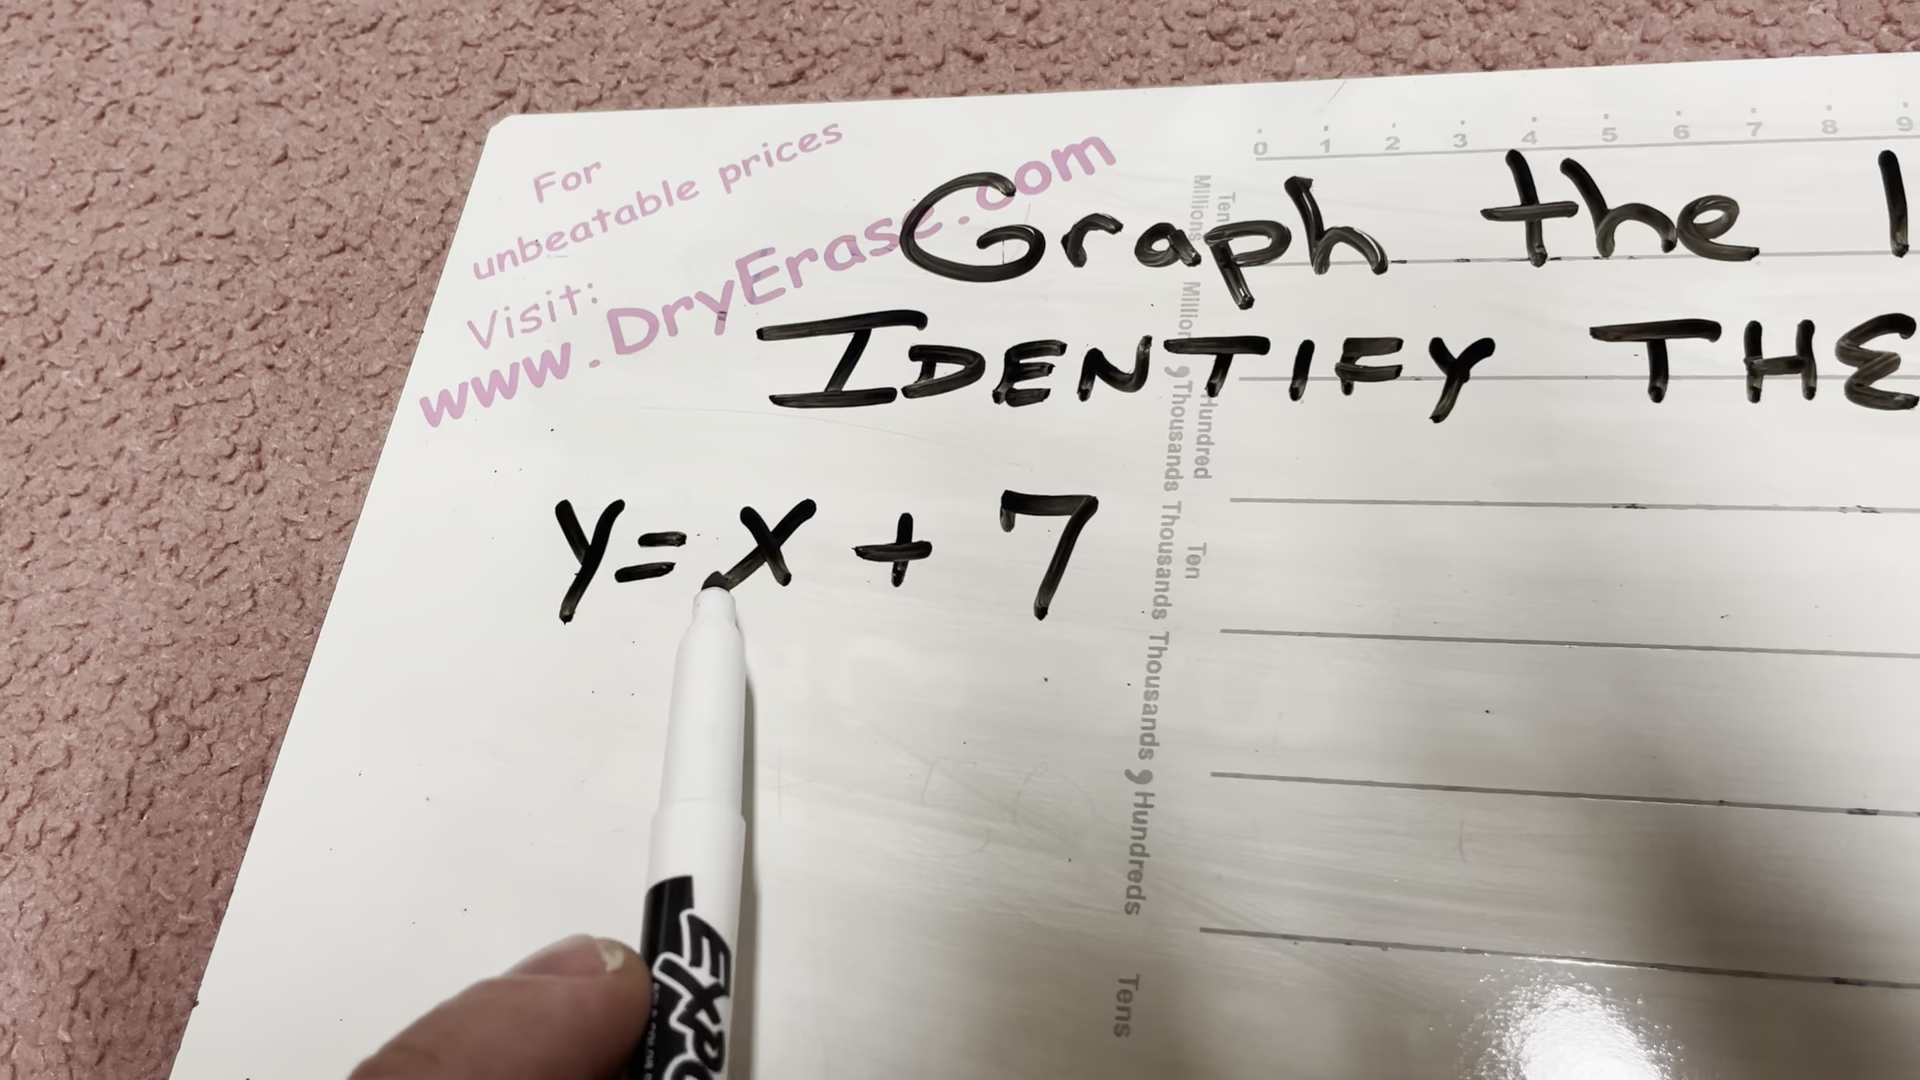 For
unbeatable prices
Visit:
www.DryErase.com
0 1 2 3 4 5 6 7 8 9
Graph the
IDENTIFY THE
y = x + 7
Ten
Millions
Millions
Hundred
Thousands
Ten
Thousands
Thousands
Hundreds
Tens
EXPO